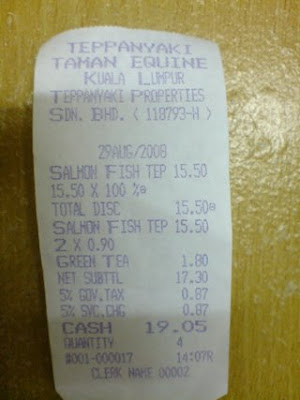 TEPPANYAKI
TAMAN EQUINE
KUALA LUMPUR
TEPPANYAKI PROPERTIES
SDN. BHD. ( 118793-W )
29AUG/2008
SALMON FISH TEP 15.50
15.50 X 100 %
TOTAL DISC 15.50
SALMON FISH TEP 15.50
2 X 0.90
GREEN TEA 1.80
NET SUBTTL 17.30
5% GOV.TAX 0.87
5% SVC.CHG 0.87
CASH 19.05
QUANTITY 4
#001-000017 14:07R
CLERK NAME 00002